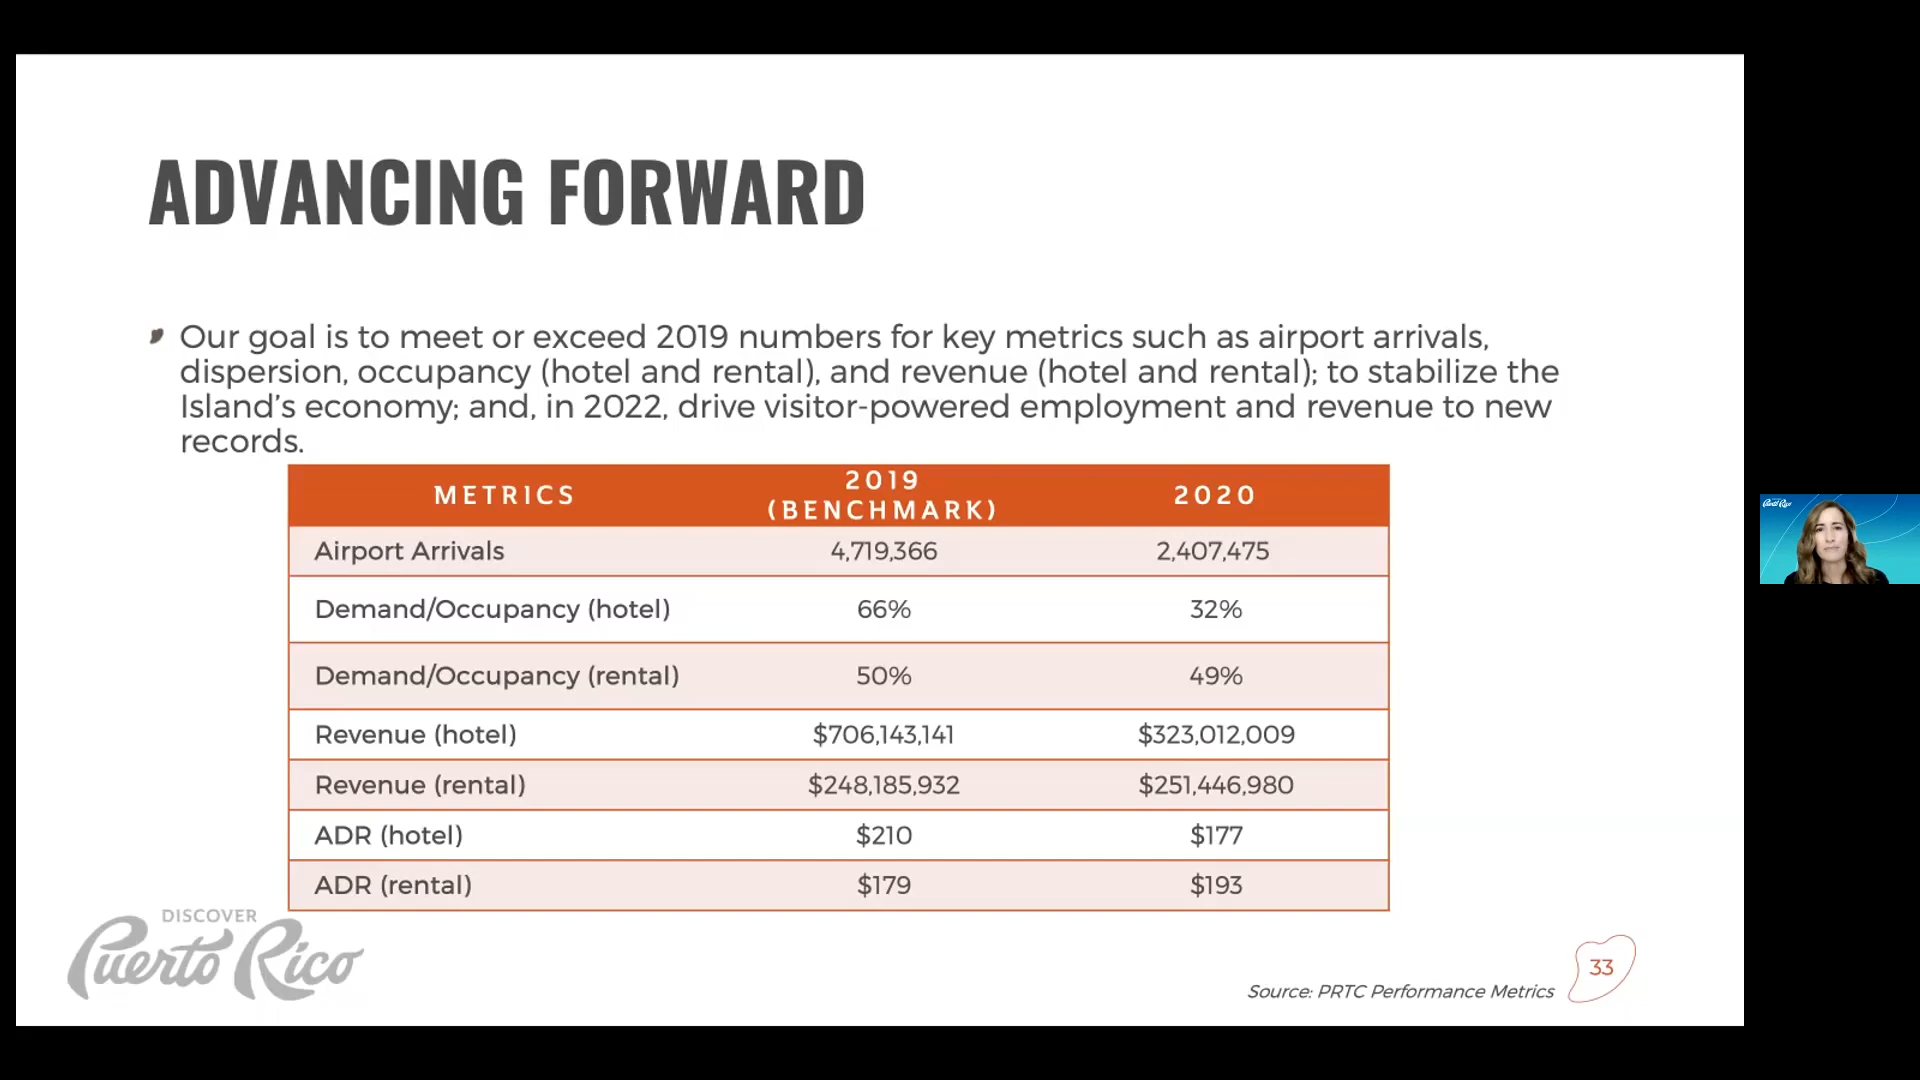 ADVANCING FORWARD
Our goal is to meet or exceed 2019 numbers for key metrics such as airport arrivals,
dispersion, occupancy (hotel and rental), and revenue (hotel and rental); to stabilize the
Island's economy; and, in 2022, drive visitor-powered employment and revenue to new
records.
METRICS 2019 (BENCHMARK) 2020
Airport Arrivals 4,719,366 2,407,475
Demand/Occupancy (hotel) 66% 32%
Demand/Occupancy (rental) 50% 49%
Revenue (hotel) $706,143,141 $323,012,009
Revenue (rental) $248,185,932 $251,446,980
ADR (hotel) $210 $177
ADR (rental) $179 $193
DISCOVER
Puerto Rico
Source: PRTC Performance Metrics
33
Puerto Rico